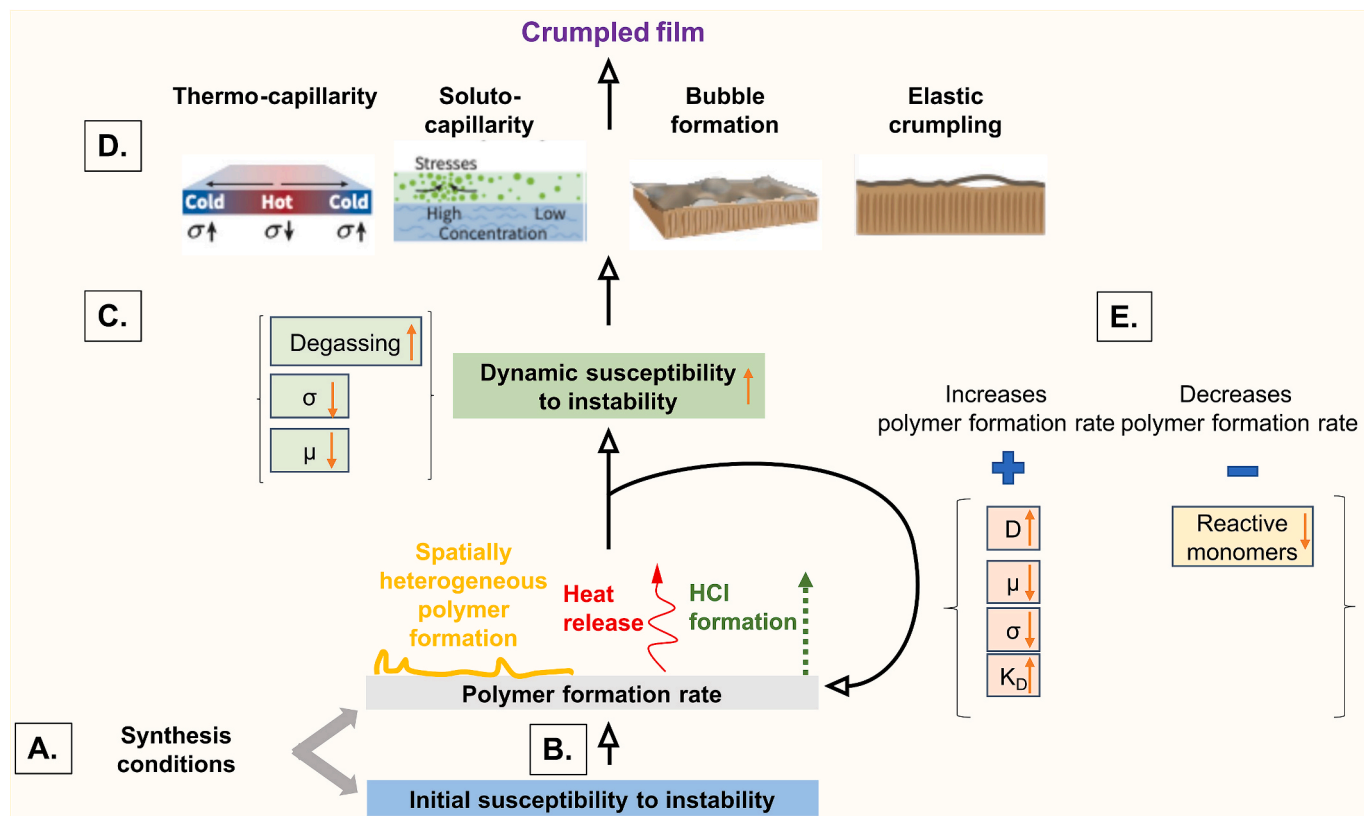 Crumpled film
D.
Thermo-capillarity
Cold Hot Cold
σ↑ σ↓ σ↑
Soluto-
capillarity
Stresses
High Low
Concentration
Bubble
formation
Elastic
crumpling
C.
Degassing ↑
σ ↓
μ ↓
Dynamic susceptibility
to instability ↑
E.
Increases
polymer formation rate
+
D ↑
μ ↓
σ ↓
KD ↑
Decreases
polymer formation rate
−
Reactive
monomers ↓
Spatially
heterogeneous
polymer
formation
Heat
release
HCl
formation
Polymer formation rate
A.
Synthesis
conditions
B.
Initial susceptibility to instability